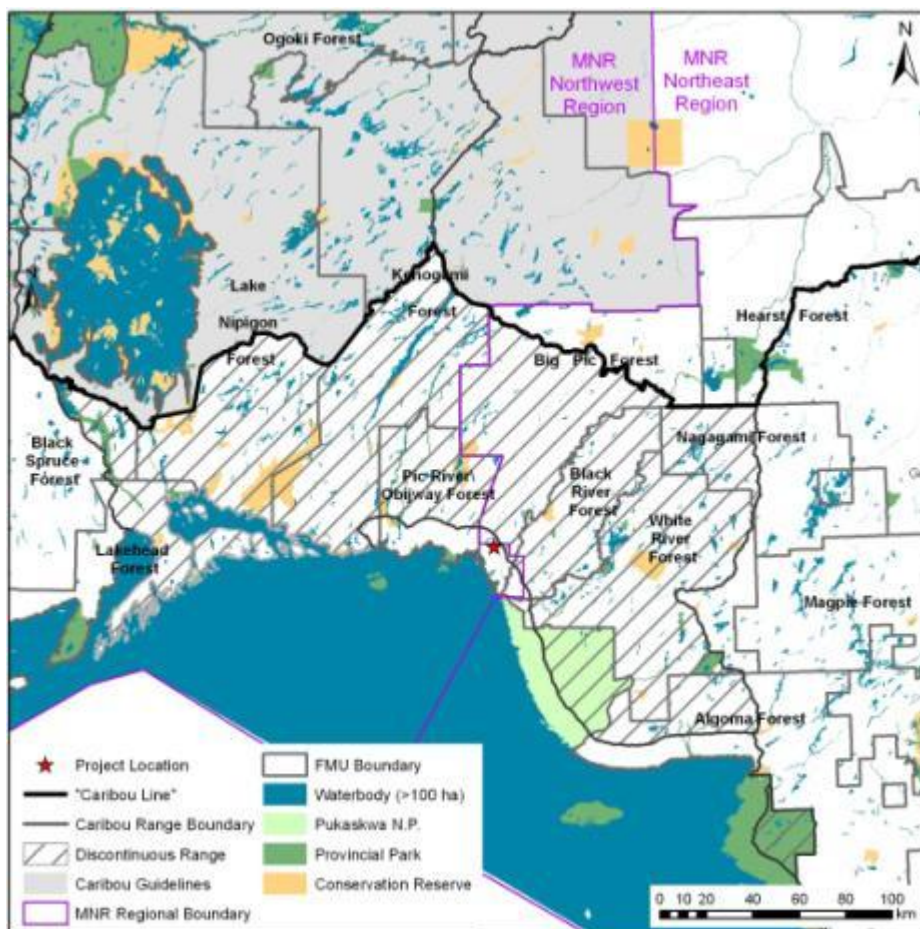 Ogoki Forest
MNR
Northwest
Region
MNR
Northeast
Region
N
Lake
Nipigon
Forest
Kenogami
Forest
Hearst Forest
Big Pic Forest
Black
Spruce
Forest
Nagagami Forest
Pic River
Objway Forest
Black
River
Forest
White
River
Forest
Lakehead
Forest
Magpie Forest
Algoma Forest
Project Location
"Caribou Line"
Caribou Range Boundary
Discontinuous Range
Caribou Guidelines
MNR Regional Boundary
FMU Boundary
Waterbody (>100 ha)
Pukaskwa N.P.
Provincial Park
Conservation Reserve
0 10 20 40 60 80 100
km